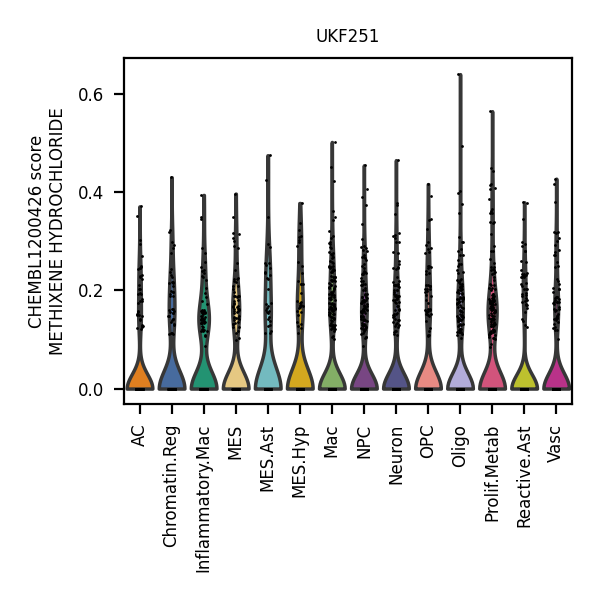 UKF251
CHEMBL1200426 score
METHIXENE HYDROCHLORIDE
0.6
0.4
0.2
0.0
AC
Chromatin.Reg
Inflammatory.Mac
MES
MES.Ast
MES.Hyp
Mac
NPC
Neuron
OPC
Oligo
Prolif.Metab
Reactive.Ast
Vasc